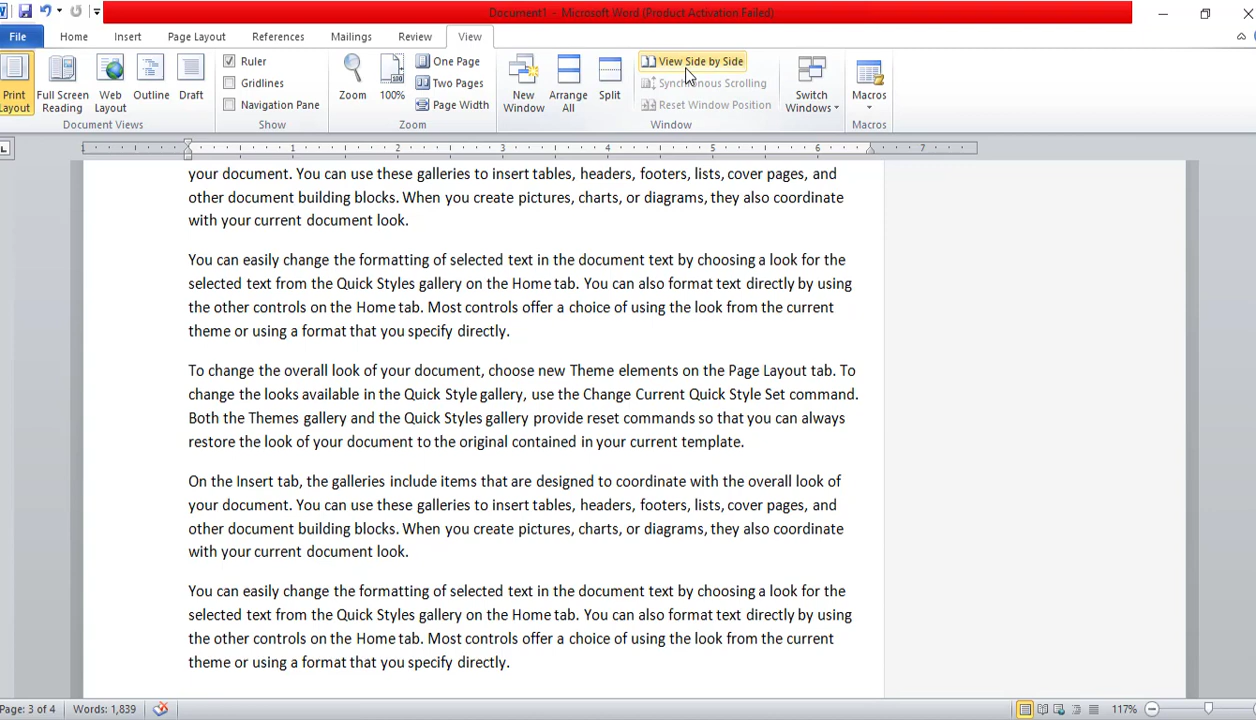 Document1 - Microsoft Word (Product Activation Failed)
File Home Insert Page Layout References Mailings Review View
Print Layout
Full Screen Reading
Web Layout
Outline
Draft
Document Views
Ruler
Gridlines
Navigation Pane
Show
Zoom
100%
One Page
Two Pages
Page Width
Zoom
New Window
Arrange All
Split
View Side by Side
Synchronous Scrolling
Reset Window Position
Window
Switch Windows
Macros
Macros
1 2 3 4 5 6 7
your document. You can use these galleries to insert tables, headers, footers, lists, cover pages, and
other document building blocks. When you create pictures, charts, or diagrams, they also coordinate
with your current document look.
You can easily change the formatting of selected text in the document text by choosing a look for the
selected text from the Quick Styles gallery on the Home tab. You can also format text directly by using
the other controls on the Home tab. Most controls offer a choice of using the look from the current
theme or using a format that you specify directly.
To change the overall look of your document, choose new Theme elements on the Page Layout tab. To
change the looks available in the Quick Style gallery, use the Change Current Quick Style Set command.
Both the Themes gallery and the Quick Styles gallery provide reset commands so that you can always
restore the look of your document to the original contained in your current template.
On the Insert tab, the galleries include items that are designed to coordinate with the overall look of
your document. You can use these galleries to insert tables, headers, footers, lists, cover pages, and
other document building blocks. When you create pictures, charts, or diagrams, they also coordinate
with your current document look.
You can easily change the formatting of selected text in the document text by choosing a look for the
selected text from the Quick Styles gallery on the Home tab. You can also format text directly by using
the other controls on the Home tab. Most controls offer a choice of using the look from the current
theme or using a format that you specify directly.
Page: 3 of 4 Words: 1,839 117%